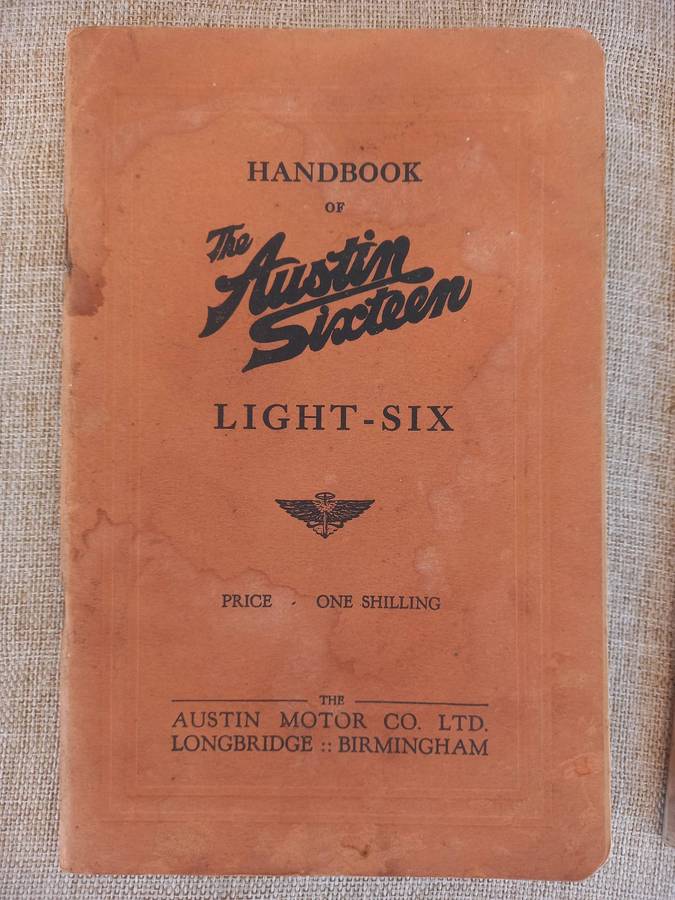 HANDBOOK
OF
The Austin
Sixteen
LIGHT-SIX
PRICE - ONE SHILLING
THE
AUSTIN MOTOR CO. LTD.
LONGBRIDGE :: BIRMINGHAM